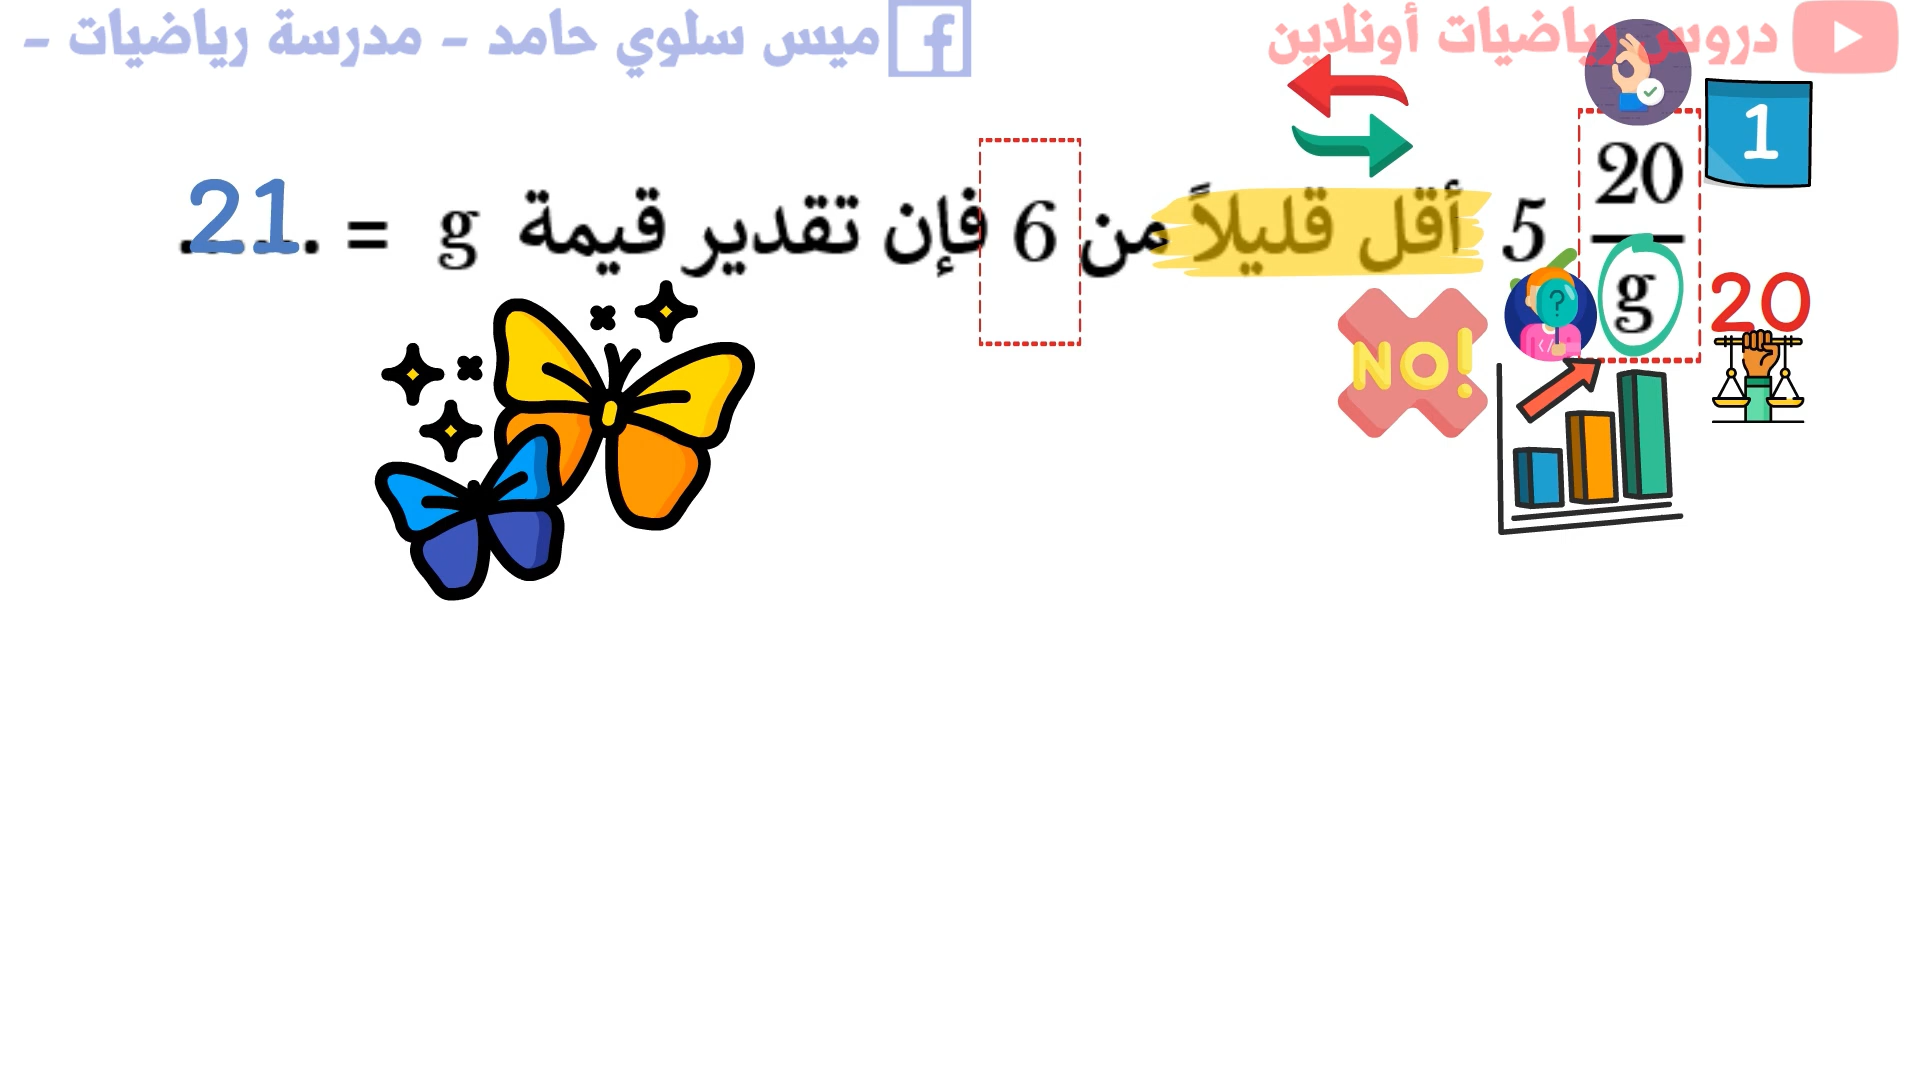 دروس رياضيات أونلاين
ميس سلوي حامد - مدرسة رياضيات -
1
5 20/g أقل قليلاً من 6 فإن تقدير قيمة g = 21
20
NO!
?